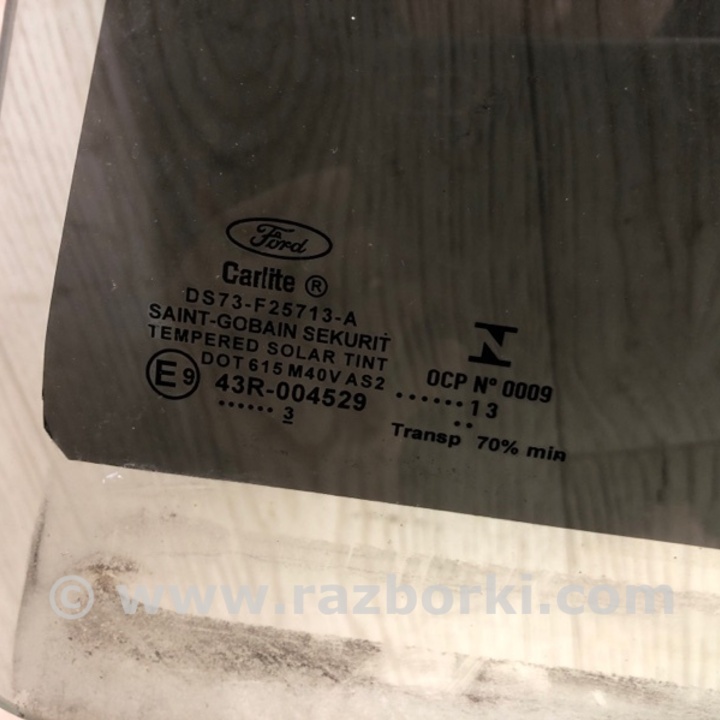 Ford
Carlite ®
DS73-F25713-A
SAINT-GOBAIN SEKURIT
TEMPERED SOLAR TINT
DOT 615 M40V AS2
E9 43R-004529
...... 3
OCP Nº 0009
......13
..
Transp 70% min
© www.razborki.com